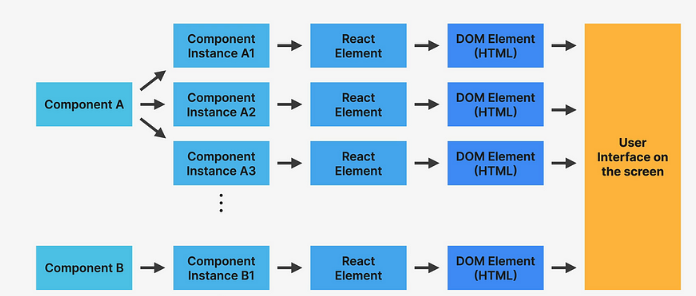 Component
Instance A1
React
Element
DOM Element
(HTML)
Component A
Component
Instance A2
React
Element
DOM Element
(HTML)
User
Interface on
the screen
Component
Instance A3
React
Element
DOM Element
(HTML)
Component B
Component
Instance B1
React
Element
DOM Element
(HTML)